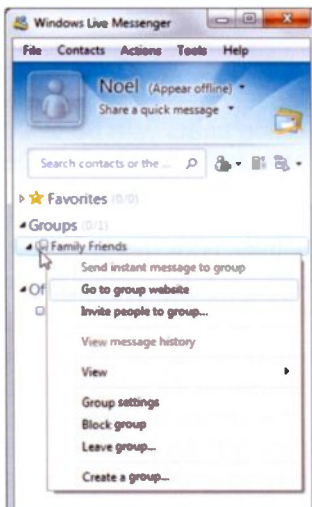 Windows Live Messenger
File Contacts Actions Tools Help
Noel (Appear offline)
Share a quick message
Search contacts or the ...
Favorites (0/0)
Groups (0/1)
Family Friends
Send instant message to group
Of
Go to group website
Invite people to group...
View message history
View
Group settings
Block group
Leave group...
Create a group...